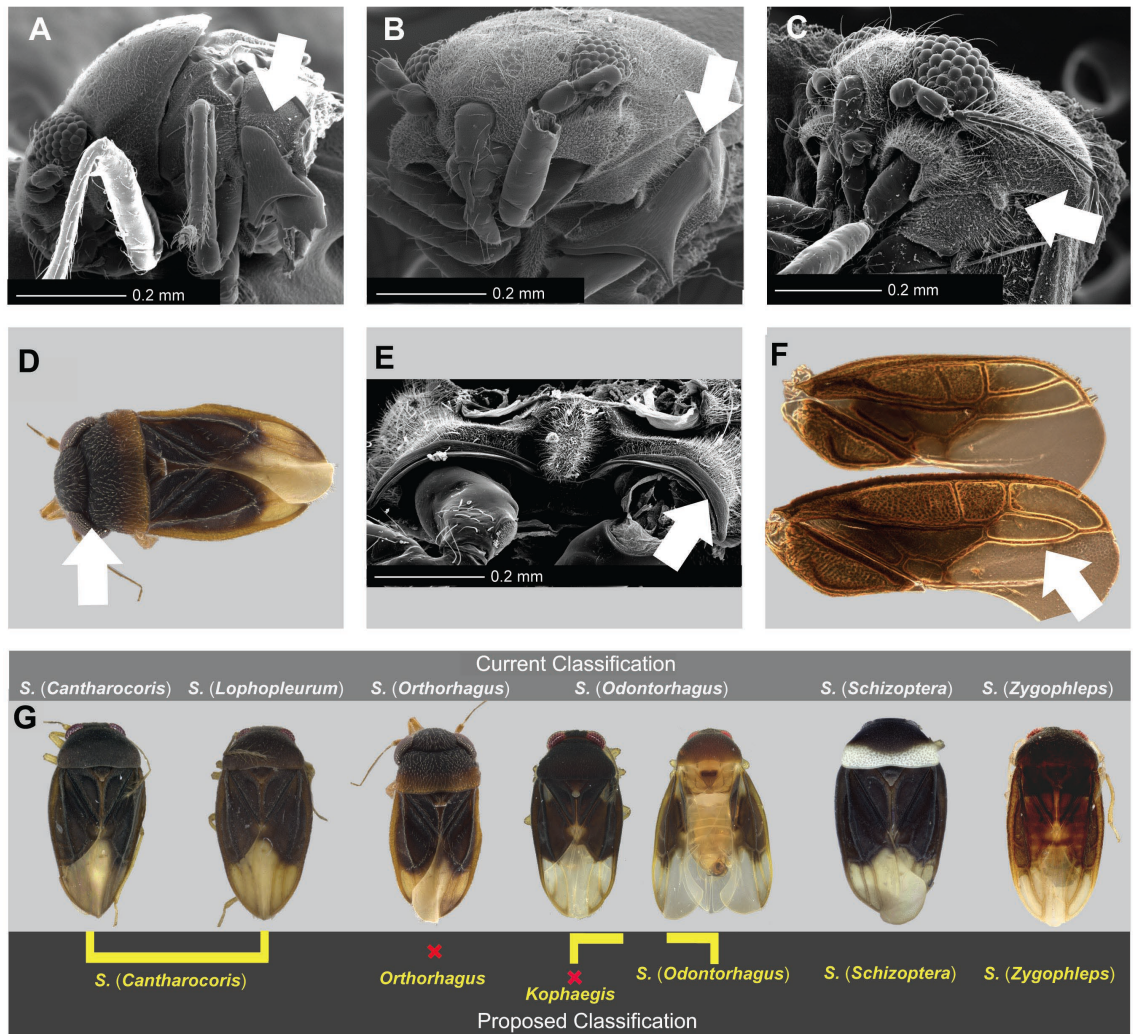 A
B
C
0.2 mm
0.2 mm
0.2 mm
D
E
F
0.2 mm
Current Classification
S. (Cantharocoris) S. (Lophopleurum) S. (Orthorhagus) S. (Odontorhagus) S. (Schizoptera) S. (Zygophleps)
G
S. (Cantharocoris) Orthorhagus Kophaegis S. (Odontorhagus) S. (Schizoptera) S. (Zygophleps)
Proposed Classification